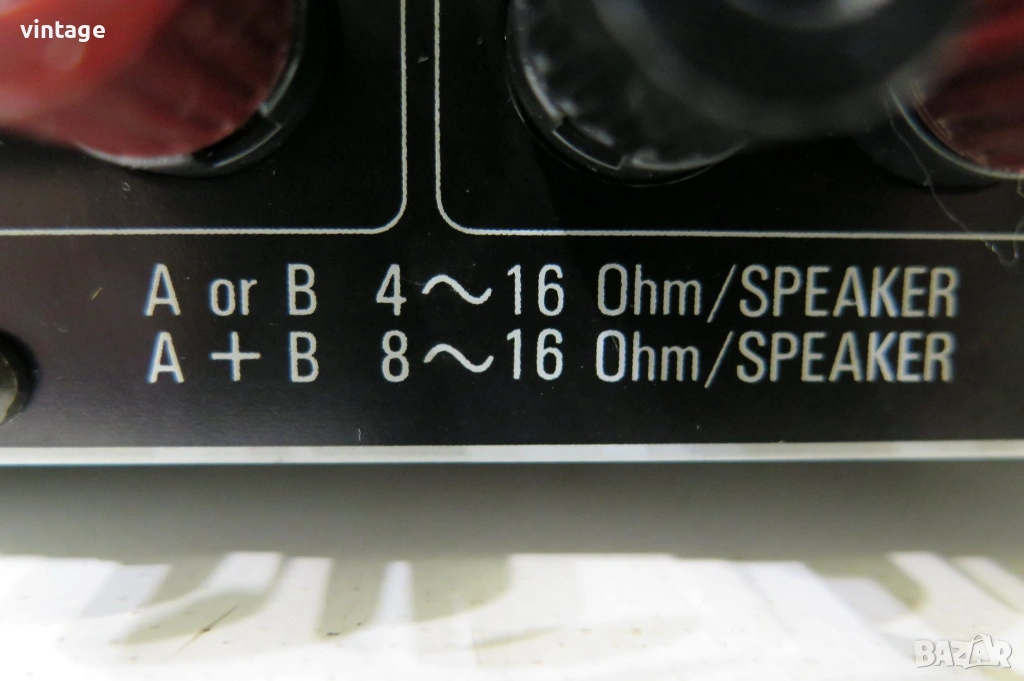 vintage
A or B 4～16 Ohm/SPEAKER
A + B 8～16 Ohm/SPEAKER
BAZAR